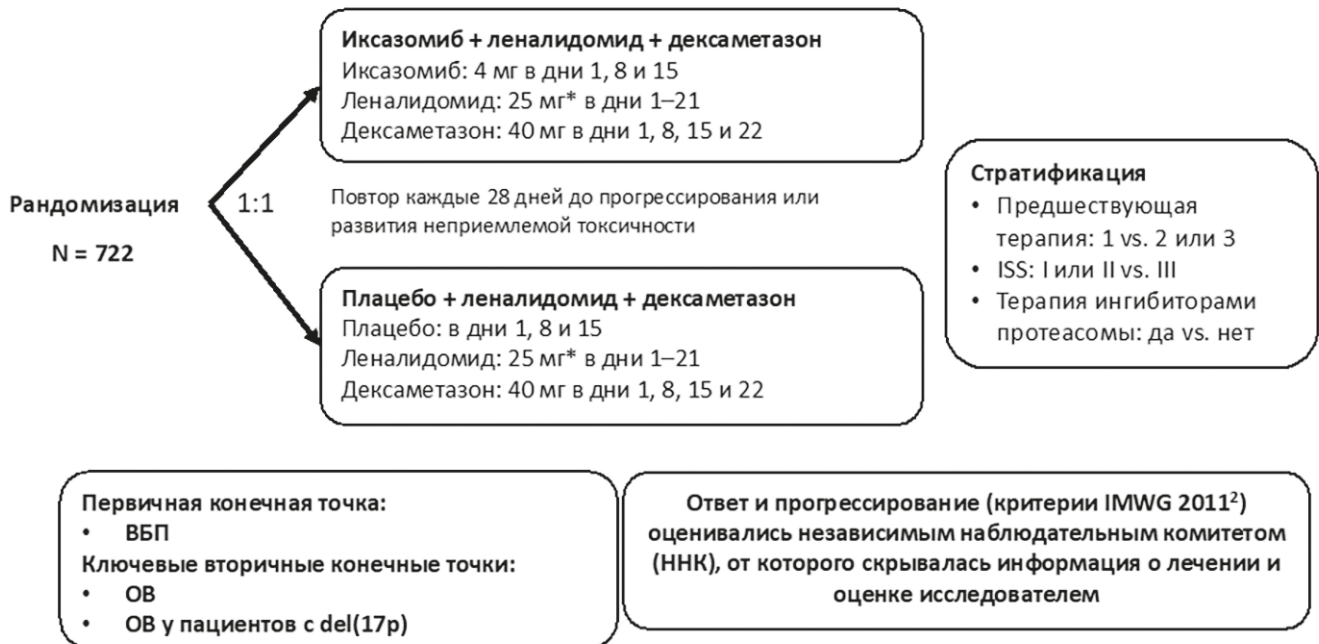 Иксазомиб + леналидомид + дексаметазон
Иксазомиб: 4 мг в дни 1, 8 и 15
Леналидомид: 25 мг* в дни 1–21
Дексаметазон: 40 мг в дни 1, 8, 15 и 22
Рандомизация
N = 722
1:1
Повтор каждые 28 дней до прогрессирования или
развития неприемлемой токсичности
Плацебо + леналидомид + дексаметазон
Плацебо: в дни 1, 8 и 15
Леналидомид: 25 мг* в дни 1–21
Дексаметазон: 40 мг в дни 1, 8, 15 и 22
Стратификация
• Предшествующая
терапия: 1 vs. 2 или 3
• ISS: I или II vs. III
• Терапия ингибиторами
протеасомы: да vs. нет
Первичная конечная точка:
• ВБП
Ключевые вторичные конечные точки:
• ОВ
• ОВ у пациентов с del(17p)
Ответ и прогрессирование (критерии IMWG 2011²)
оценивались независимым наблюдательным комитетом
(ННК), от которого скрывалась информация о лечении и
оценке исследователем